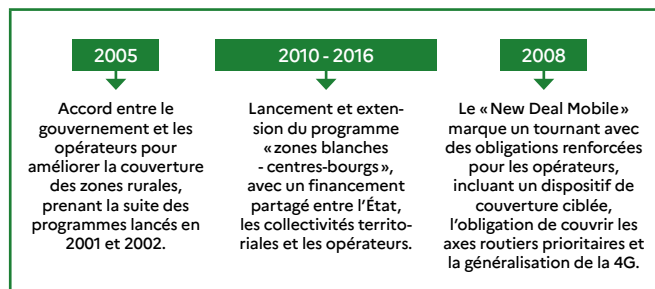 2005
Accord entre le
gouvernement et les
opérateurs pour
améliorer la couverture
des zones rurales,
prenant la suite des
programmes lancés en
2001 et 2002.
2010 - 2016
Lancement et exten-
sion du programme
« zones blanches
- centres-bourgs »,
avec un financement
partagé entre l’État,
les collectivités territo-
riales et les opérateurs.
2008
Le « New Deal Mobile »
marque un tournant avec
des obligations renforcées
pour les opérateurs,
incluant un dispositif de
couverture ciblée,
l’obligation de couvrir les
axes routiers prioritaires et
la généralisation de la 4G.